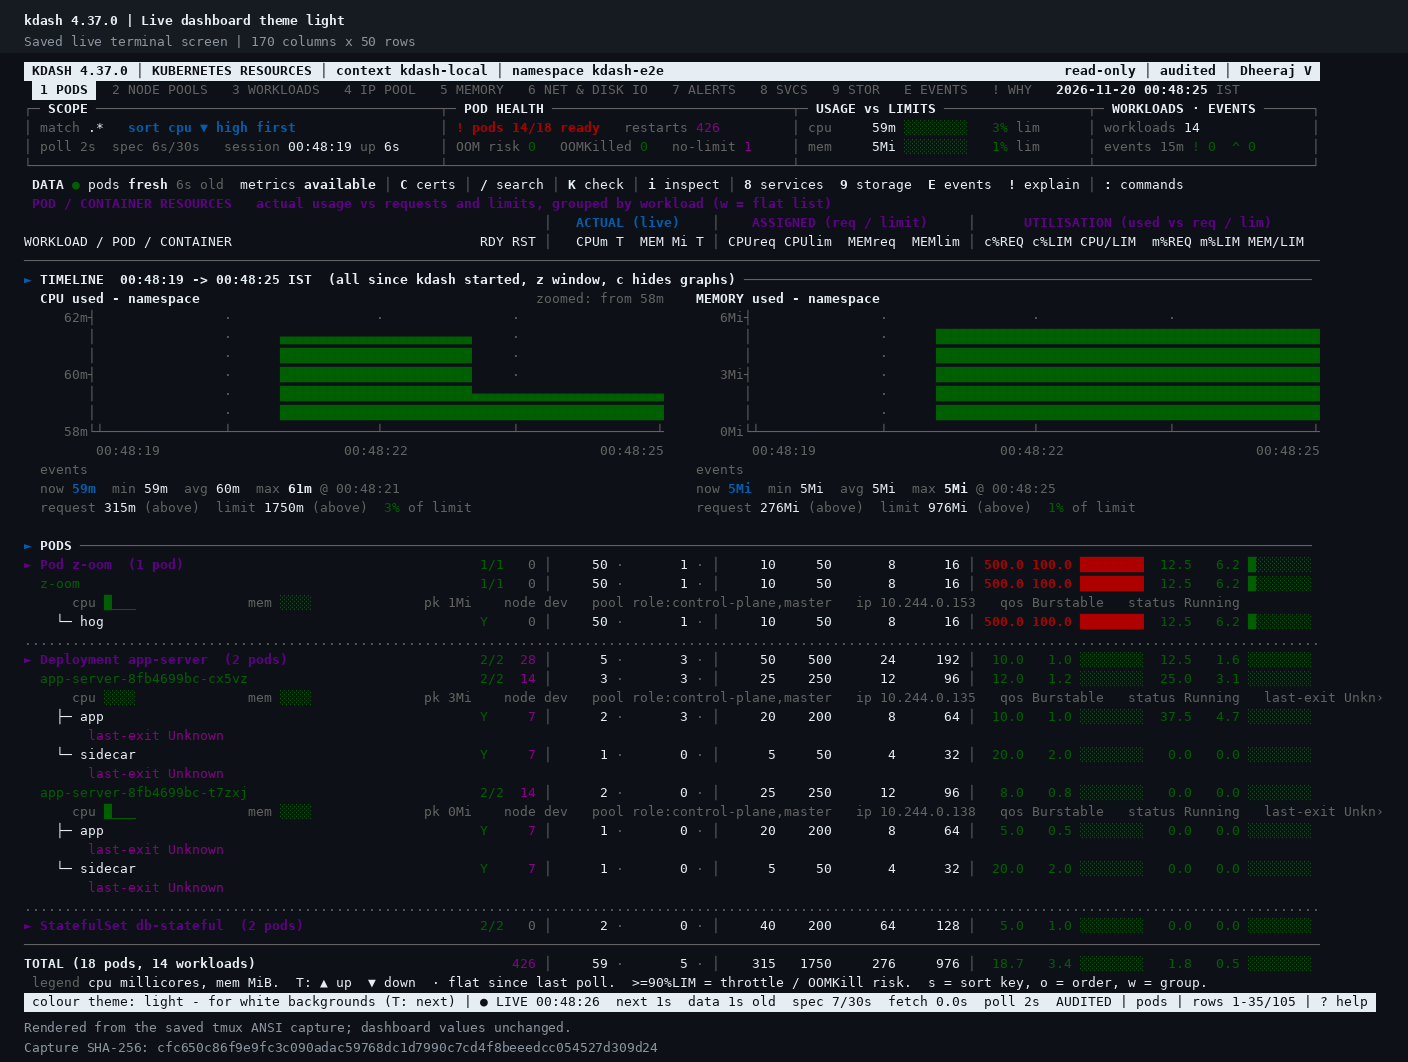 kdash 4.37.0 | Live dashboard theme light
Saved live terminal screen | 170 columns x 50 rows
KDASH 4.37.0 │ KUBERNETES RESOURCES │ context kdash-local │ namespace kdash-e2e read-only │ audited │ Dheeraj V
1 PODS 2 NODE POOLS 3 WORKLOADS 4 IP POOL 5 MEMORY 6 NET & DISK IO 7 ALERTS 8 SVCS 9 STOR E EVENTS ! WHY 2026-11-20 00:48:25 IST
SCOPE POD HEALTH USAGE vs LIMITS WORKLOADS · EVENTS
│ match .* sort cpu ▼ high first │ ! pods 14/18 ready restarts 426 │ cpu 59m ░░░░░░░░ 3% lim │ workloads 14 │
│ poll 2s spec 6s/30s session 00:48:19 up 6s │ OOM risk 0 OOMKilled 0 no-limit 1 │ mem 5Mi ░░░░░░░░ 1% lim │ events 15m ! 0 ^ 0 │
DATA ● pods fresh 6s old metrics available │ C certs │ / search │ K check │ i inspect │ 8 services 9 storage E events ! explain │ : commands
POD / CONTAINER RESOURCES actual usage vs requests and limits, grouped by workload (w = flat list)
│ ACTUAL (live) │ ASSIGNED (req / limit) │ UTILISATION (used vs req / lim)
WORKLOAD / POD / CONTAINER RDY RST │ CPUm T MEM Mi T │ CPUreq CPUlim MEMreq MEMlim │ c%REQ c%LIM CPU/LIM m%REQ m%LIM MEM/LIM
► TIMELINE 00:48:19 -> 00:48:25 IST (all since kdash started, z window, c hides graphs)
CPU used - namespace zoomed: from 58m MEMORY used - namespace
62m 6Mi
60m 3Mi
58m 0Mi
00:48:19 00:48:22 00:48:25 00:48:19 00:48:22 00:48:25
events events
now 59m min 59m avg 60m max 61m @ 00:48:21 now 5Mi min 5Mi avg 5Mi max 5Mi @ 00:48:25
request 315m (above) limit 1750m (above) 3% of limit request 276Mi (above) limit 976Mi (above) 1% of limit
► PODS
► Pod z-oom (1 pod) 1/1 0 │ 50 · 1 · │ 10 50 8 16 │ 500.0 100.0 ████████ 12.5 6.2 █░░░░░░░
z-oom 1/1 0 │ 50 · 1 · │ 10 50 8 16 │ 500.0 100.0 ████████ 12.5 6.2 █░░░░░░░
cpu █___ mem ░░░░ pk 1Mi node dev pool role:control-plane,master ip 10.244.0.153 qos Burstable status Running
└─ hog Y 0 │ 50 · 1 · │ 10 50 8 16 │ 500.0 100.0 ████████ 12.5 6.2 █░░░░░░░
► Deployment app-server (2 pods) 2/2 28 │ 5 · 3 · │ 50 500 24 192 │ 10.0 1.0 ░░░░░░░░ 12.5 1.6 ░░░░░░░░
app-server-8fb4699bc-cx5vz 2/2 14 │ 3 · 3 · │ 25 250 12 96 │ 12.0 1.2 ░░░░░░░░ 25.0 3.1 ░░░░░░░░
cpu ░░░░ mem ░░░░ pk 3Mi node dev pool role:control-plane,master ip 10.244.0.135 qos Burstable status Running last-exit Unkn›
├─ app Y 7 │ 2 · 3 · │ 20 200 8 64 │ 10.0 1.0 ░░░░░░░░ 37.5 4.7 ░░░░░░░░
last-exit Unknown
└─ sidecar Y 7 │ 1 · 0 · │ 5 50 4 32 │ 20.0 2.0 ░░░░░░░░ 0.0 0.0 ░░░░░░░░
last-exit Unknown
app-server-8fb4699bc-t7zxj 2/2 14 │ 2 · 0 · │ 25 250 12 96 │ 8.0 0.8 ░░░░░░░░ 0.0 0.0 ░░░░░░░░
cpu █___ mem ░░░░ pk 0Mi node dev pool role:control-plane,master ip 10.244.0.138 qos Burstable status Running last-exit Unkn›
├─ app Y 7 │ 1 · 0 · │ 20 200 8 64 │ 5.0 0.5 ░░░░░░░░ 0.0 0.0 ░░░░░░░░
last-exit Unknown
└─ sidecar Y 7 │ 1 · 0 · │ 5 50 4 32 │ 20.0 2.0 ░░░░░░░░ 0.0 0.0 ░░░░░░░░
last-exit Unknown
► StatefulSet db-stateful (2 pods) 2/2 0 │ 2 · 0 · │ 40 200 64 128 │ 5.0 1.0 ░░░░░░░░ 0.0 0.0 ░░░░░░░░
TOTAL (18 pods, 14 workloads) 426 │ 59 · 5 · │ 315 1750 276 976 │ 18.7 3.4 ░░░░░░░░ 1.8 0.5 ░░░░░░░░
legend cpu millicores, mem MiB. T: ▲ up ▼ down · flat since last poll. >=90%LIM = throttle / OOMKill risk. s = sort key, o = order, w = group.
colour theme: light - for white backgrounds (T: next) | ● LIVE 00:48:26 next 1s data 1s old spec 7/30s fetch 0.0s poll 2s AUDITED | pods | rows 1-35/105 | ? help
Rendered from the saved tmux ANSI capture; dashboard values unchanged.
Capture SHA-256: cfc650c86f9e9fc3c090adac59768dc1d7990c7cd4f8beeedcc054527d309d24